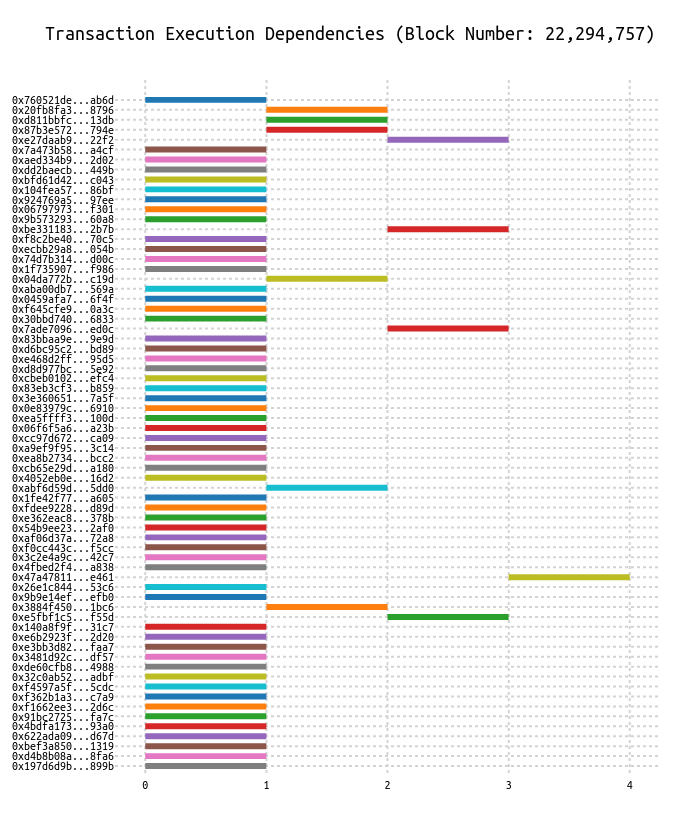 Transaction Execution Dependencies (Block Number: 22,294,757)
0x760521de...ab6d
0x20fb8fa3...8796
0xd811bbfc...13db
0x87b3e572...794e
0xe27daab9...22f2
0x7a473b58...a4cf
0xaed334b9...2d02
0xdd2baecb...449b
0xbfd61d42...c043
0x104fea57...86bf
0x924769a5...97ee
0x06797973...f301
0x9b573293...60a8
0xbe331183...2b7b
0xf8c2be40...70c5
0xecbb29a8...054b
0x74d7b314...d00c
0x1f735907...f986
0x04da772b...c19d
0xaba00db7...569a
0x0459afa7...6f4f
0xf645cfe9...0a3c
0x30bbd740...6833
0x7ade7096...ed0c
0x83bbaa9e...9e9d
0xd6bc95c2...bd89
0xe468d2ff...95d5
0xd8d977bc...5e92
0xcbeb0102...efc4
0x83eb3cf3...b859
0x3e360651...7a5f
0x0e83979c...6910
0xea5ffff3...100d
0x06f6f5a6...a23b
0xcc97d672...ca09
0xa9ef9f95...3c14
0xea8b2734...bcc2
0xcb65e29d...a180
0x4052eb0e...16d2
0xabf6d59d...5dd0
0x1fe42f77...a605
0xfdee9228...d89d
0xe362eac8...378b
0x54b9ee23...2af0
0xaf06d37a...72a8
0xf0cc443c...f5cc
0x3c2e4a9c...42c7
0x4fbed2f4...a838
0x47a47811...e461
0x26e1c844...53c6
0x9b9e14ef...efb0
0x3884f450...1bc6
0xe5fbf1c5...f55d
0x140a8f9f...31c7
0xe6b2923f...2d20
0xe3bb3d82...faa7
0x3481d92c...df57
0xde60cfb8...4988
0x32c0ab52...adbf
0xf4597a5f...5cdc
0xf362b1a3...c7a9
0xf1662ee3...2d6c
0x91bc2725...fa7c
0x4bdfa173...93a0
0x622ada09...d67d
0xbef3a850...1319
0xd4b8b08a...8fa6
0x197d6d9b...899b
0 1 2 3 4